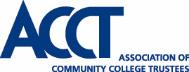 ACCT
ASSOCIATION OF
COMMUNITY COLLEGE TRUSTEES